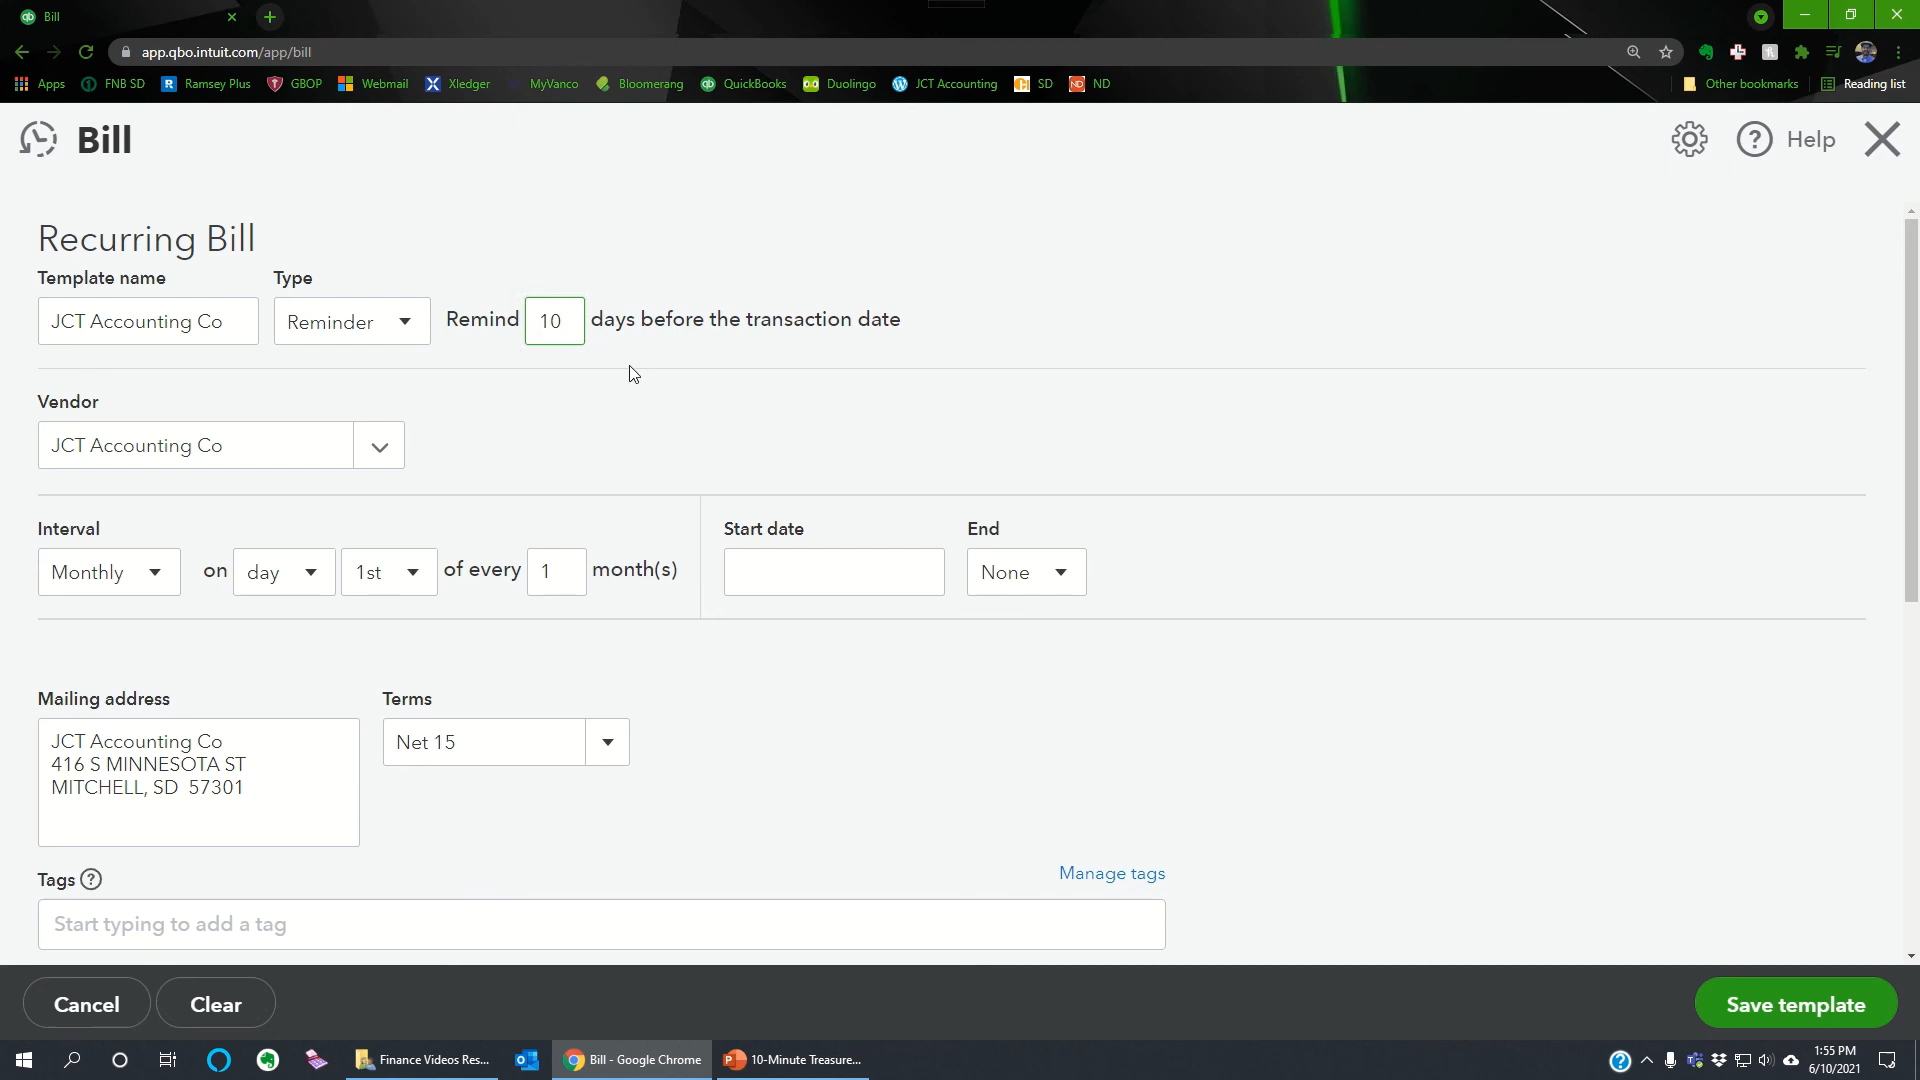 Bill
app.qbo.intuit.com/app/bill
Apps FNB SD Ramsey Plus GBOP Webmail Xledger MyVanco Bloomerang QuickBooks Duolingo JCT Accounting SD ND Other bookmarks Reading list
Bill
Help
Recurring Bill
Template name Type
JCT Accounting Co Reminder Remind 10 days before the transaction date
Vendor
JCT Accounting Co
Interval Start date End
Monthly on day 1st of every 1 month(s) None
Mailing address Terms
JCT Accounting Co Net 15
416 S MINNESOTA ST
MITCHELL, SD 57301
Tags ? Manage tags
Start typing to add a tag
Cancel Clear Save template
Finance Videos Res... Bill - Google Chrome 10-Minute Treasure...
1:55 PM
6/10/2021